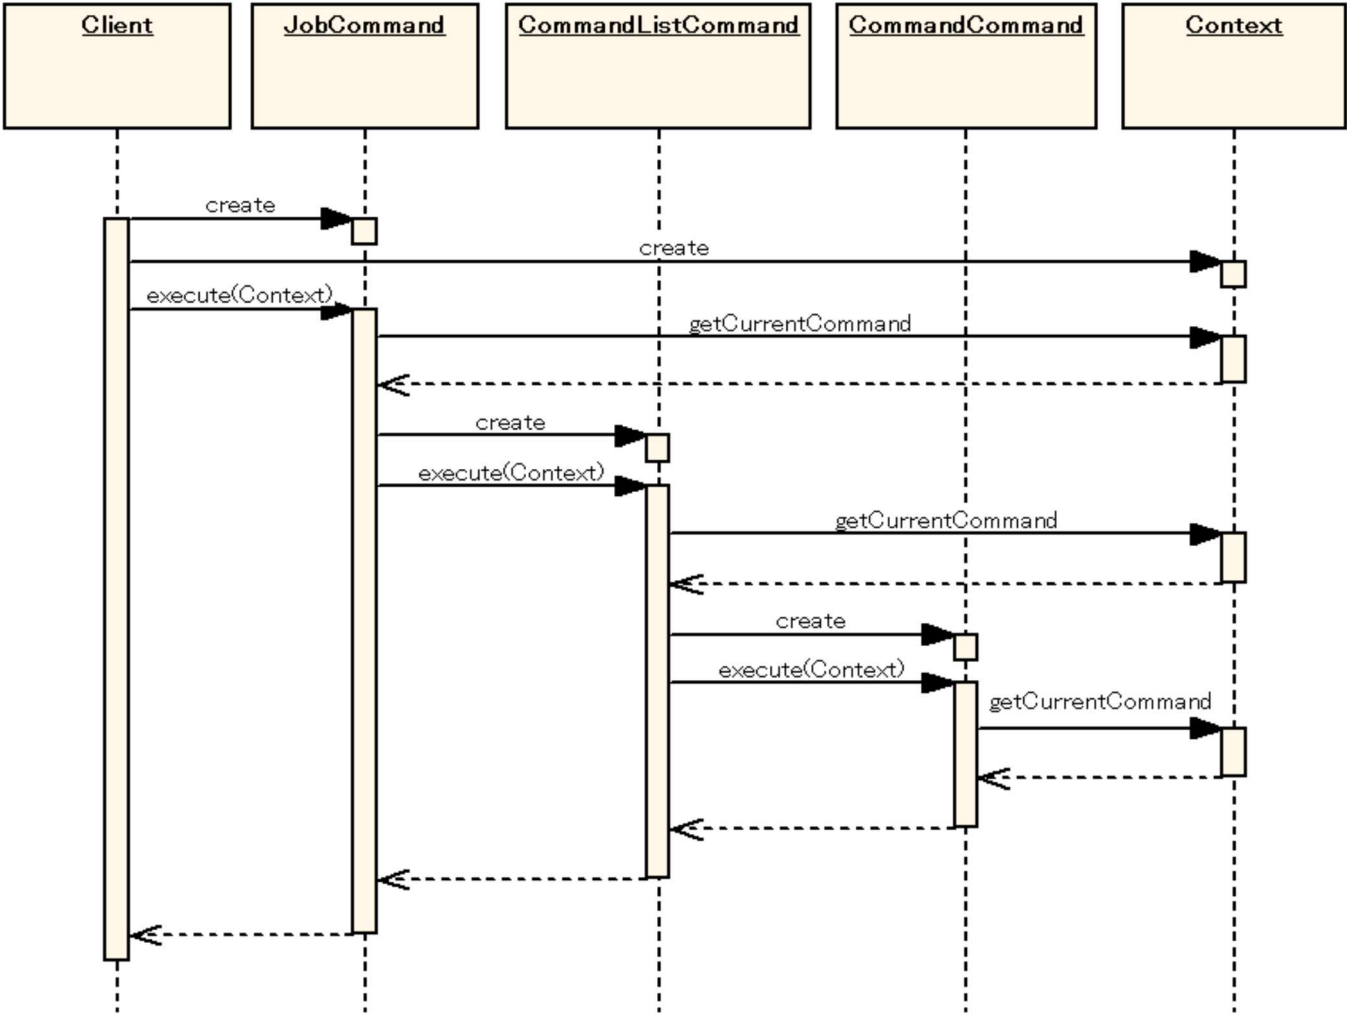 Client
JobCommand
CommandListCommand
CommandCommand
Context
create
create
execute(Context)
getCurrentCommand
create
execute(Context)
getCurrentCommand
create
execute(Context)
getCurrentCommand